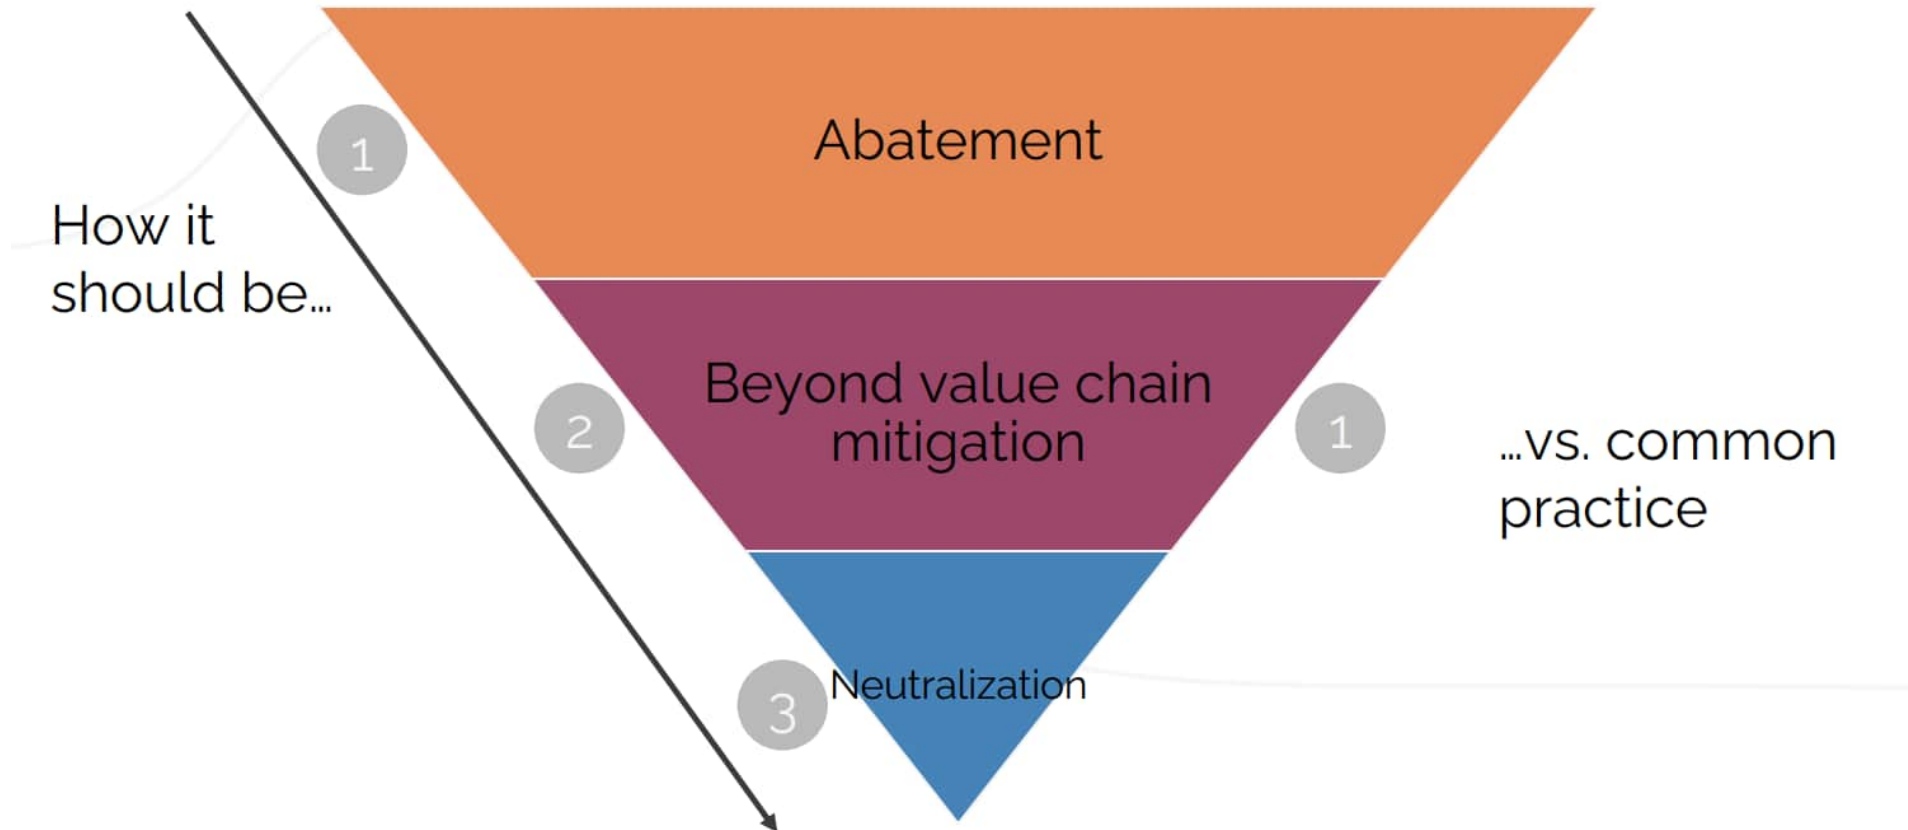 How it
should be...
1
Abatement
2
Beyond value chain
mitigation
1
...vs. common
practice
3
Neutralization